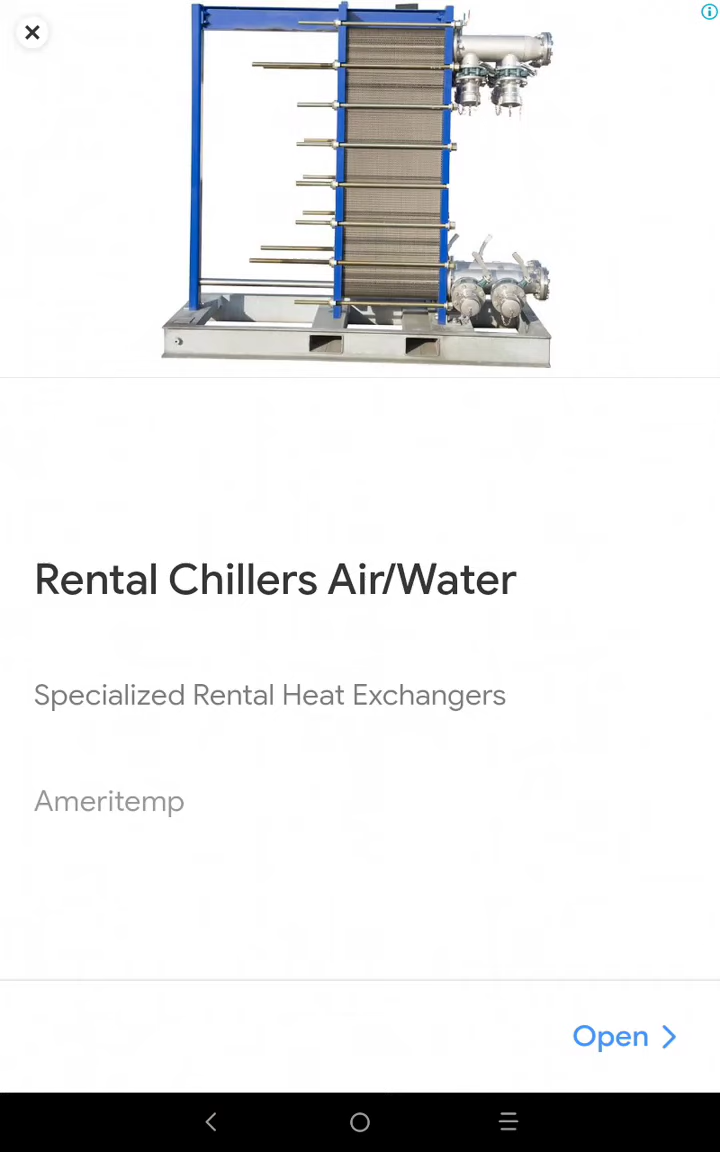 Rental Chillers Air/Water
Specialized Rental Heat Exchangers
Ameritemp
Open